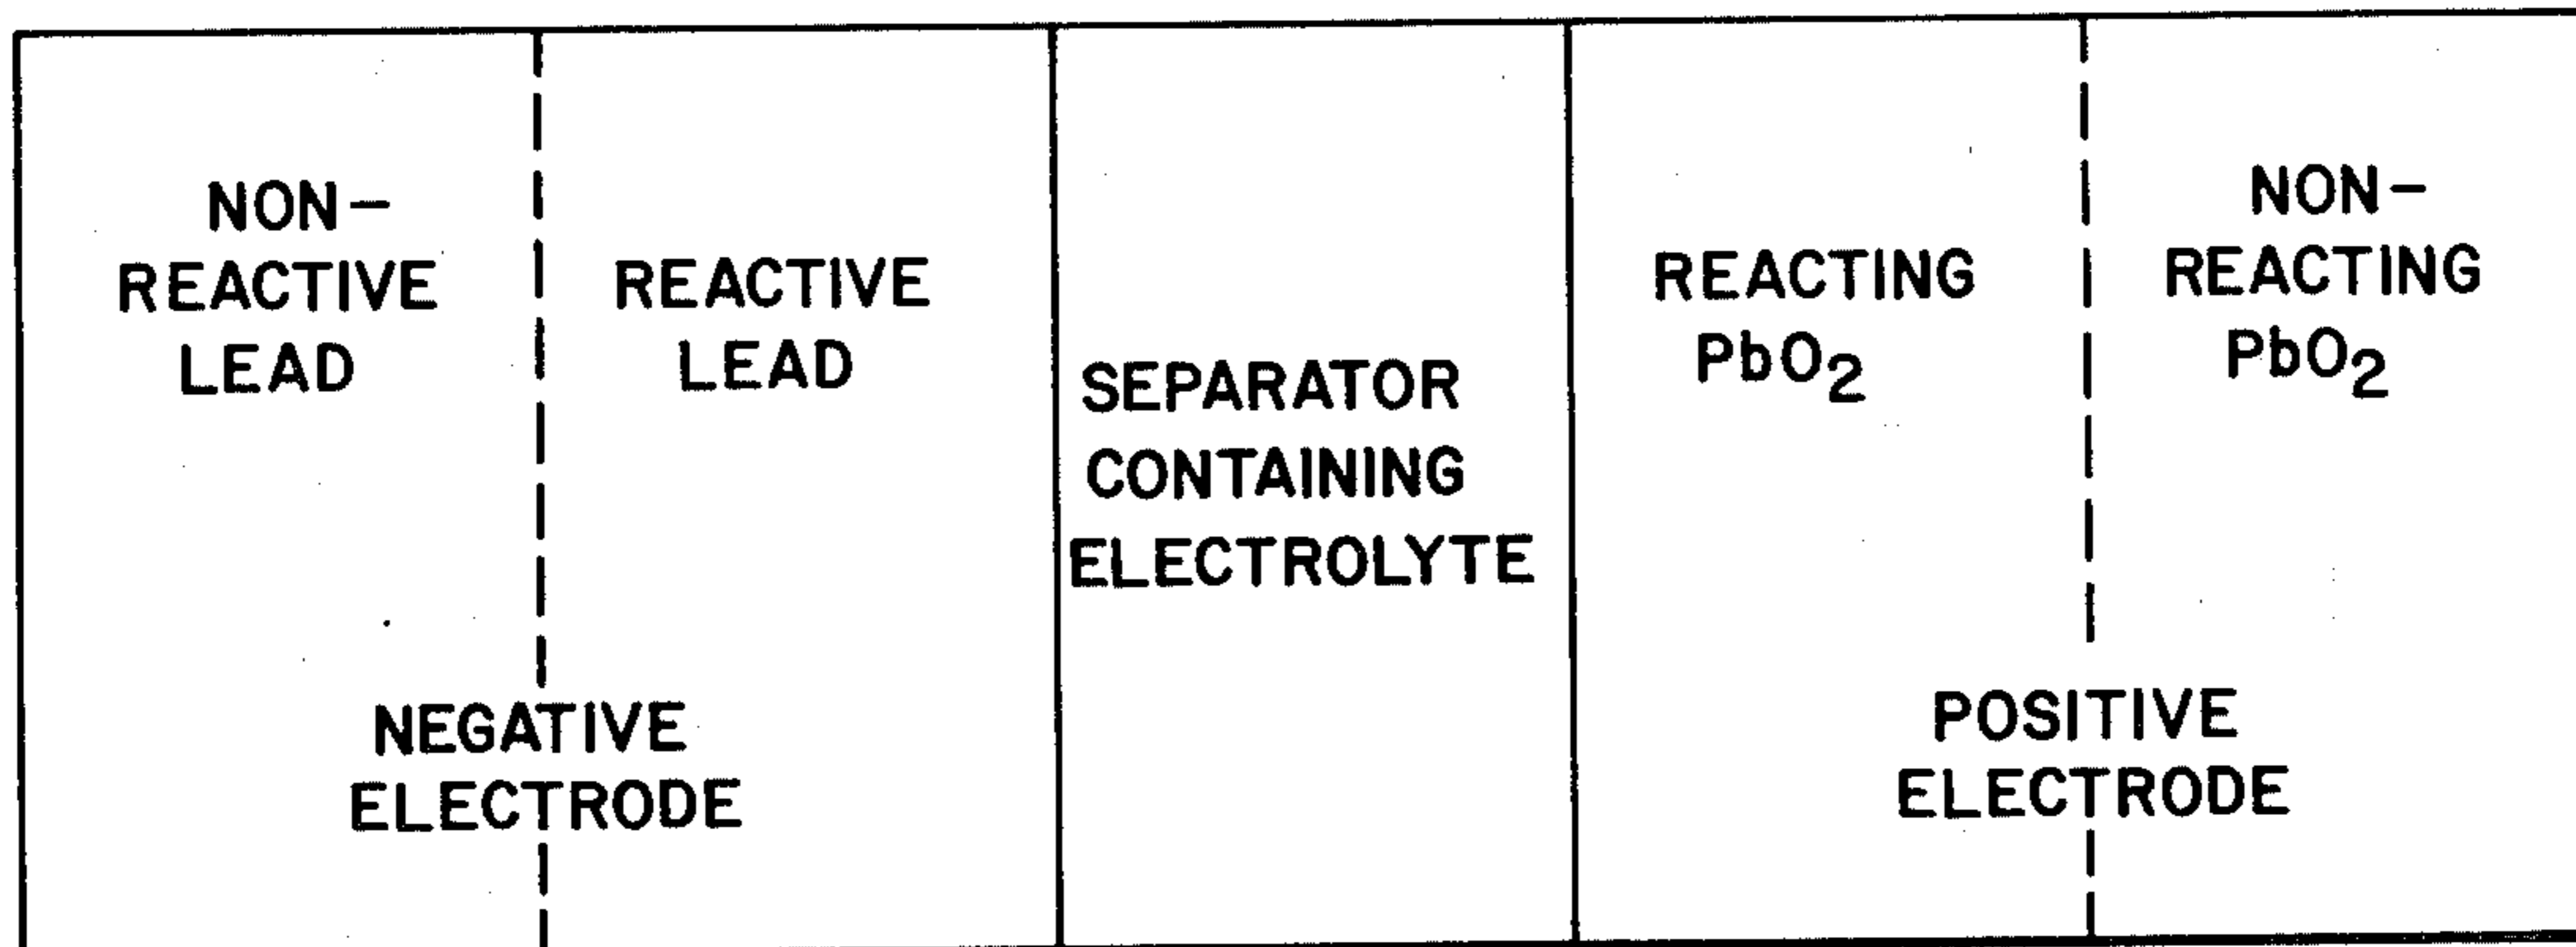 NON-
REACTIVE
LEAD
REACTIVE
LEAD
NEGATIVE
ELECTRODE
SEPARATOR
CONTAINING
ELECTROLYTE
REACTING
PbO₂
NON-
REACTING
PbO₂
POSITIVE
ELECTRODE